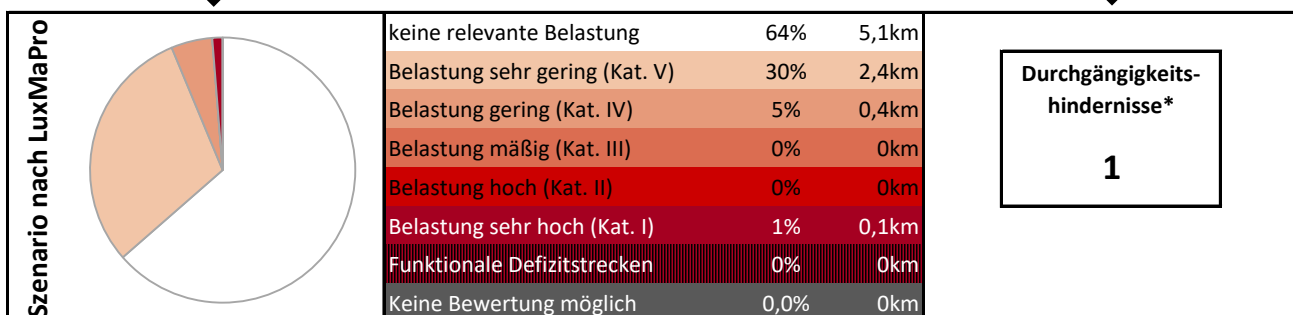 Szenario nach LuxMaPro
keine relevante Belastung 64% 5,1km
Belastung sehr gering (Kat. V) 30% 2,4km
Belastung gering (Kat. IV) 5% 0,4km
Belastung mäßig (Kat. III) 0% 0km
Belastung hoch (Kat. II) 0% 0km
Belastung sehr hoch (Kat. I) 1% 0,1km
Funktionale Defizitstrecken 0% 0km
Keine Bewertung möglich 0,0% 0km
Durchgängigkeits-
hindernisse*
1